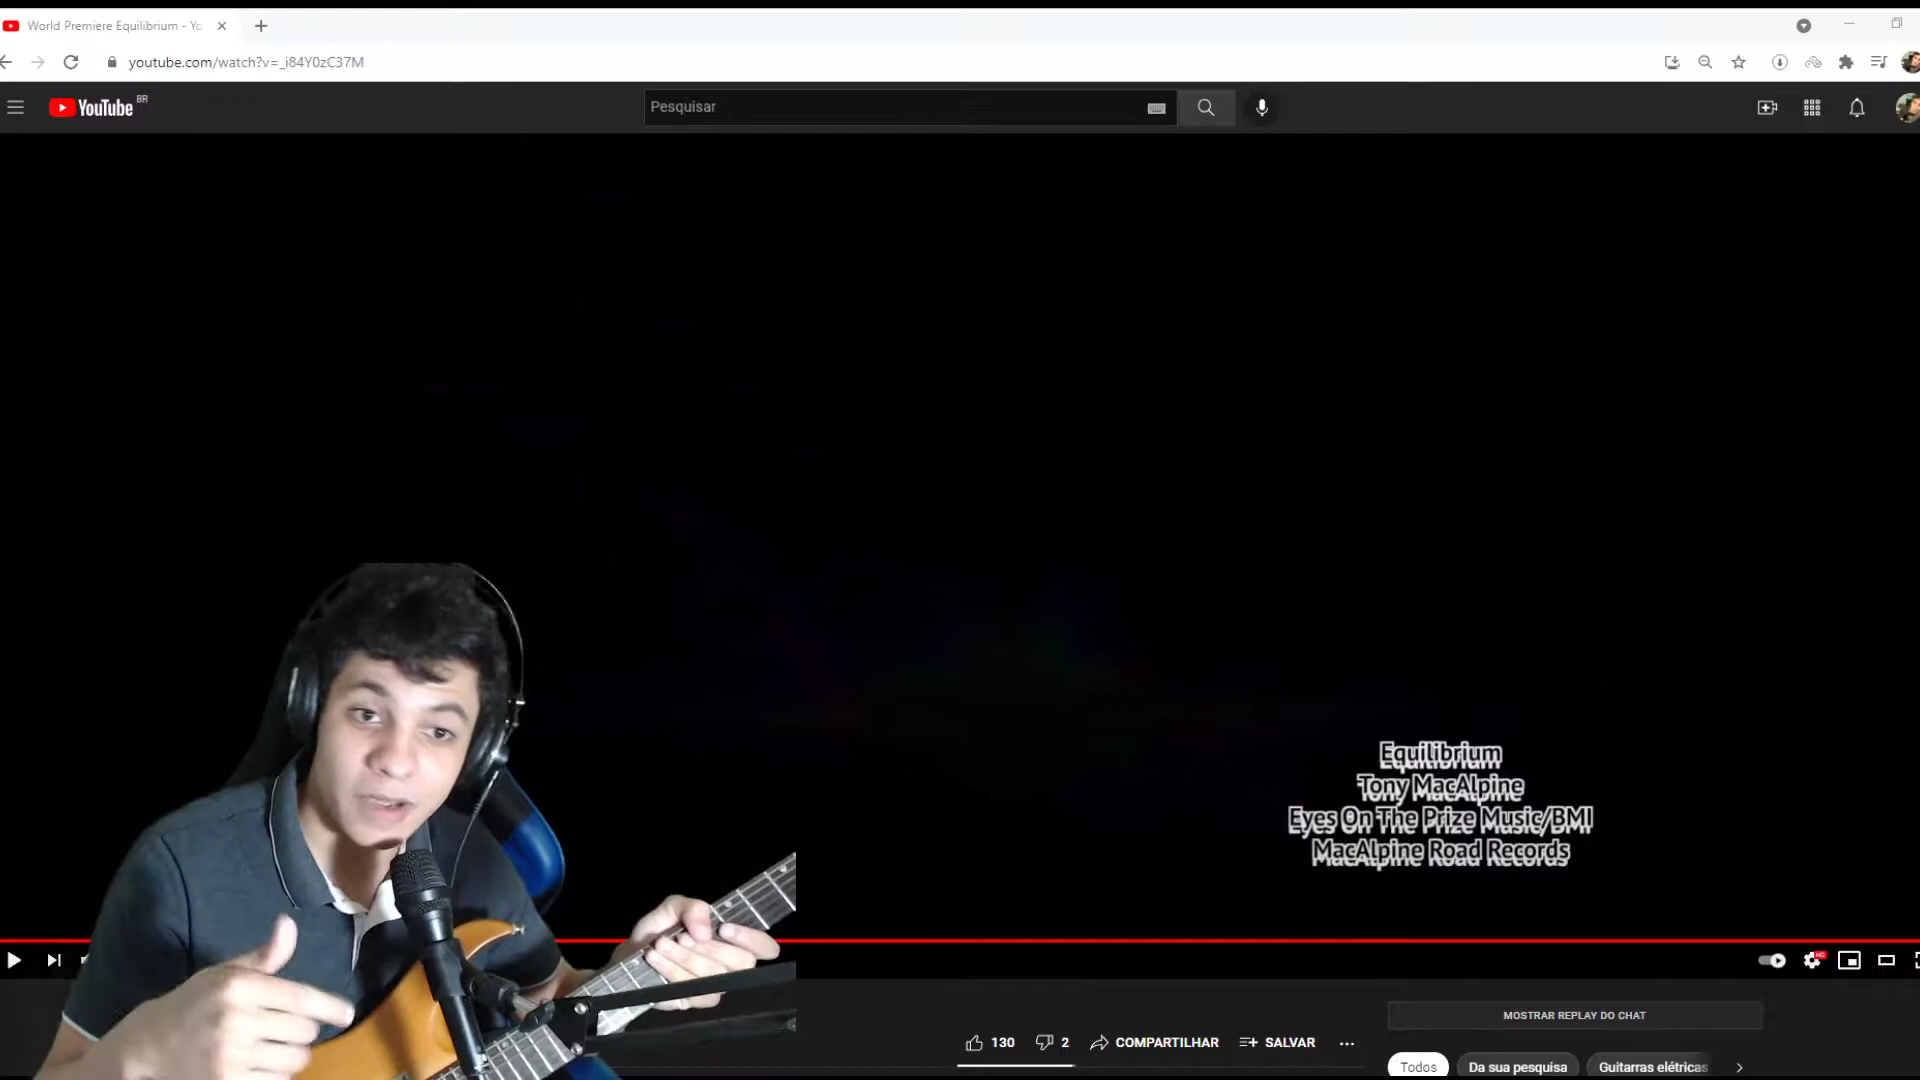 World Premiere Equilibrium - Yo
youtube.com/watch?v=_i84Y0zC37M
YouTube BR
Pesquisar
Equilibrium
Tony MacAlpine
Eyes On The Prize Music/BMI
MacAlpine Road Records
HD
130
2
COMPARTILHAR
SALVAR
MOSTRAR REPLAY DO CHAT
Todos
Da sua pesquisa
Guitarras elétricas